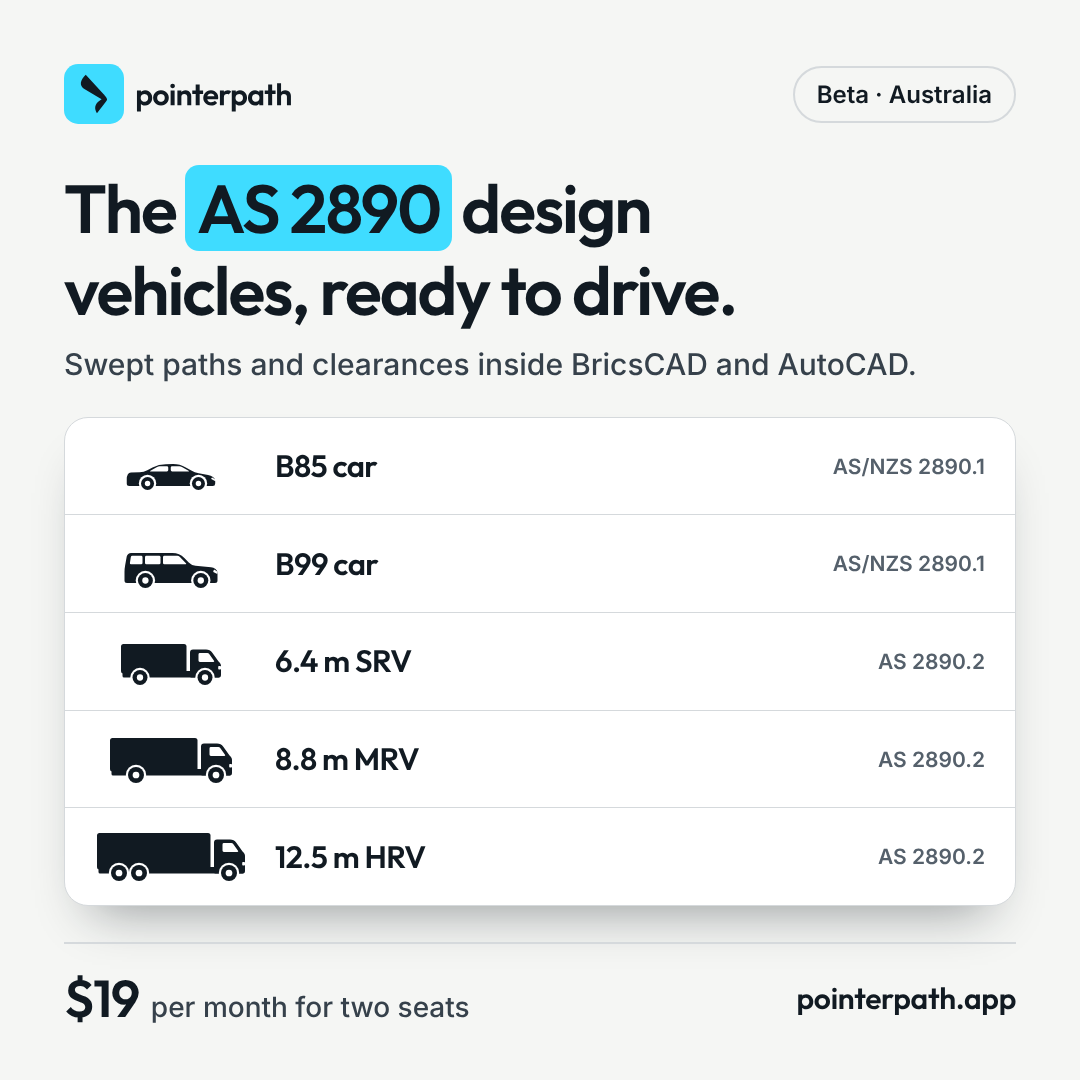 pointerpath
Beta · Australia
The AS 2890 design
vehicles, ready to drive.
Swept paths and clearances inside BricsCAD and AutoCAD.
B85 car
AS/NZS 2890.1
B99 car
AS/NZS 2890.1
6.4 m SRV
AS 2890.2
8.8 m MRV
AS 2890.2
12.5 m HRV
AS 2890.2
$19 per month for two seats
pointerpath.app